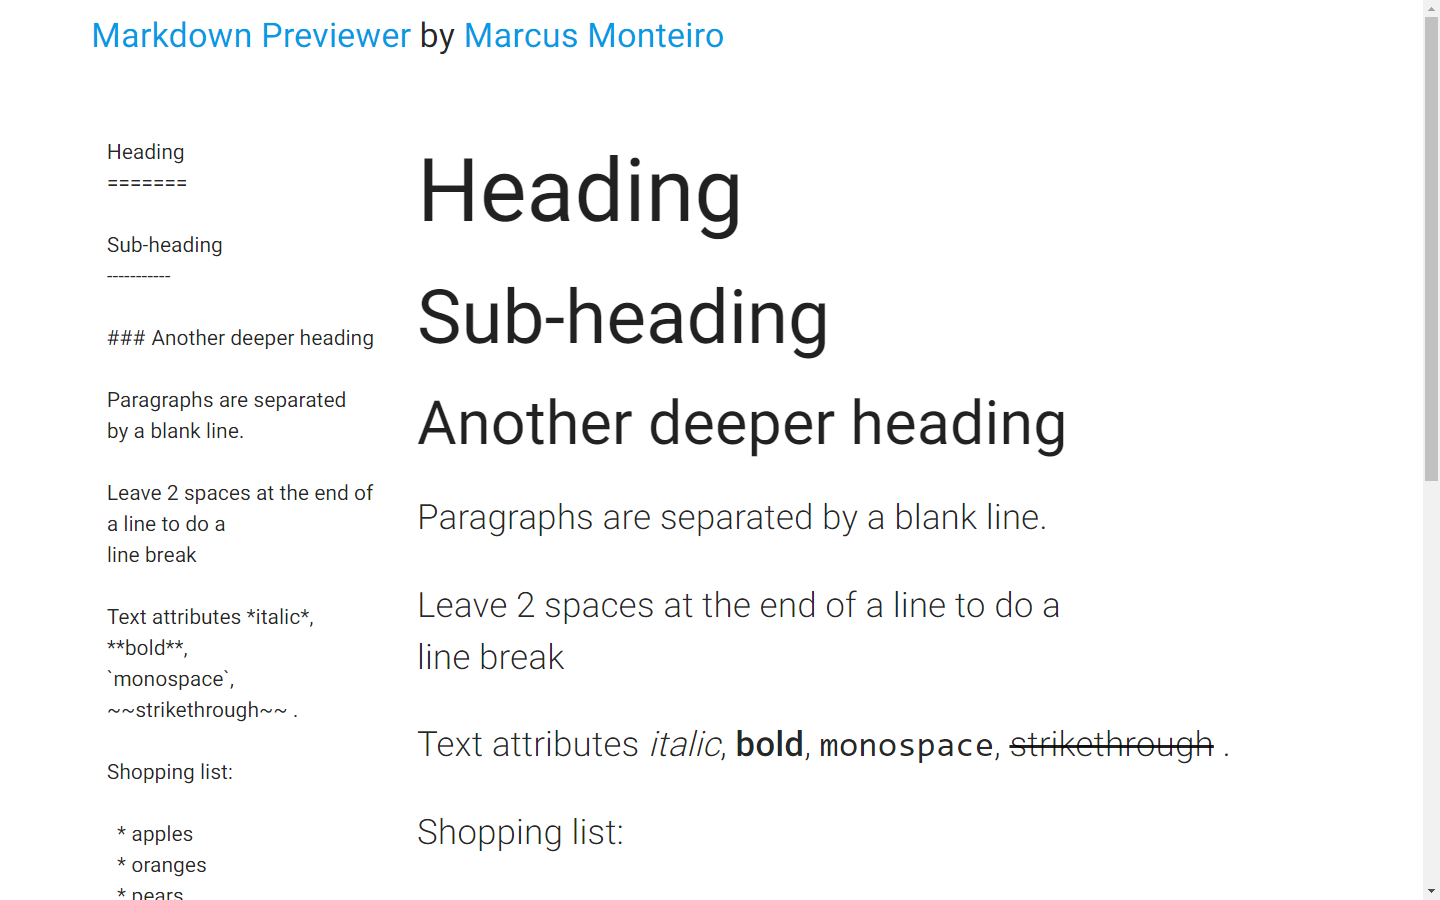 Markdown Previewer by Marcus Monteiro
Heading
=======
Sub-heading
-----------
### Another deeper heading
Paragraphs are separated
by a blank line.
Leave 2 spaces at the end of
a line to do a
line break
Text attributes *italic*,
**bold**,
`monospace`,
~~strikethrough~~ .
Shopping list:
* apples
* oranges
* pears
Heading
Sub-heading
Another deeper heading
Paragraphs are separated by a blank line.
Leave 2 spaces at the end of a line to do a
line break
Text attributes italic, bold, monospace, strikethrough .
Shopping list: